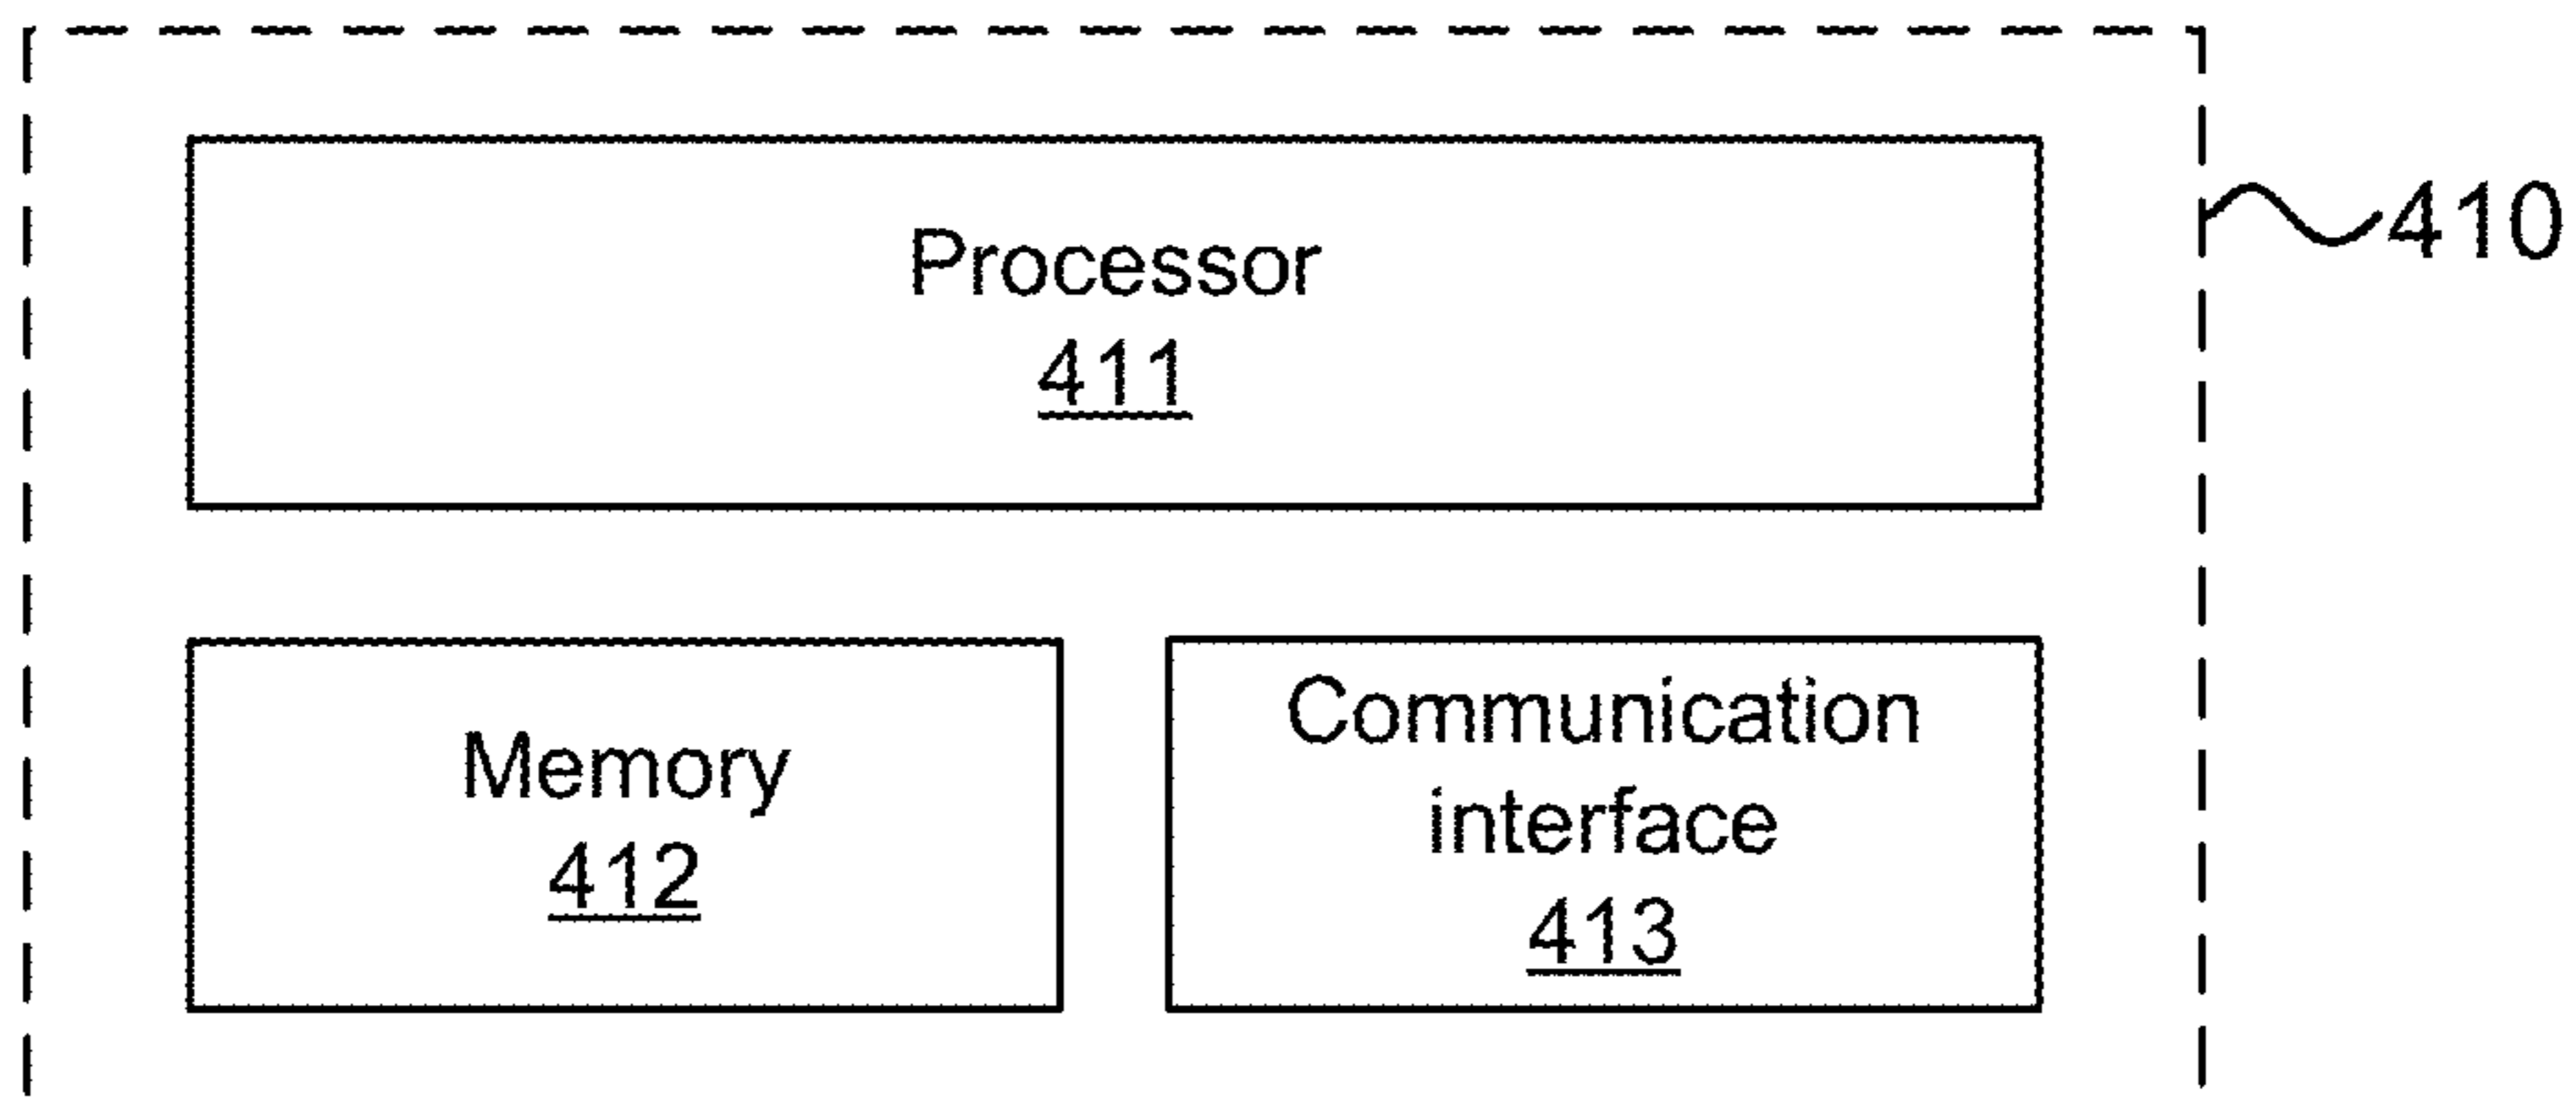 410
Processor
411
Memory
412
Communication
interface
413